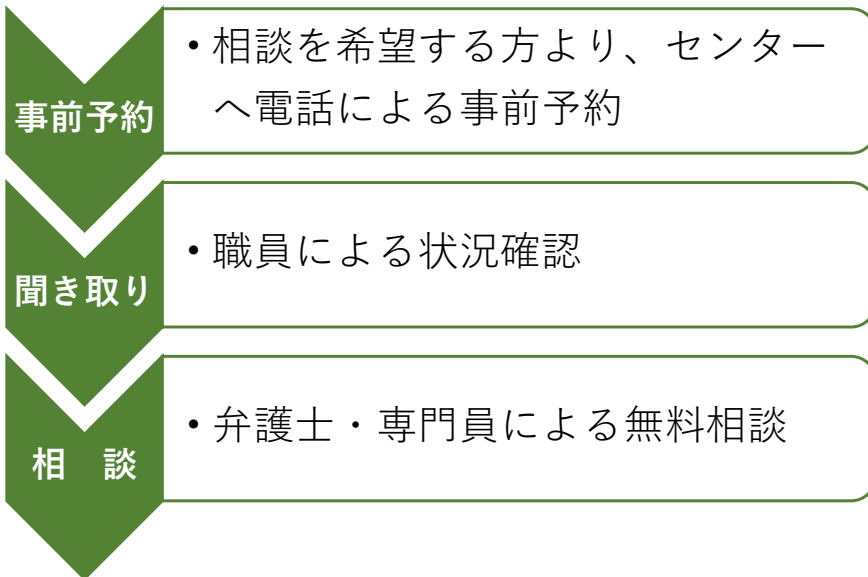 事前予約
• 相談を希望する方より、センター
へ電話による事前予約
聞き取り
• 職員による状況確認
相　談
• 弁護士・専門員による無料相談